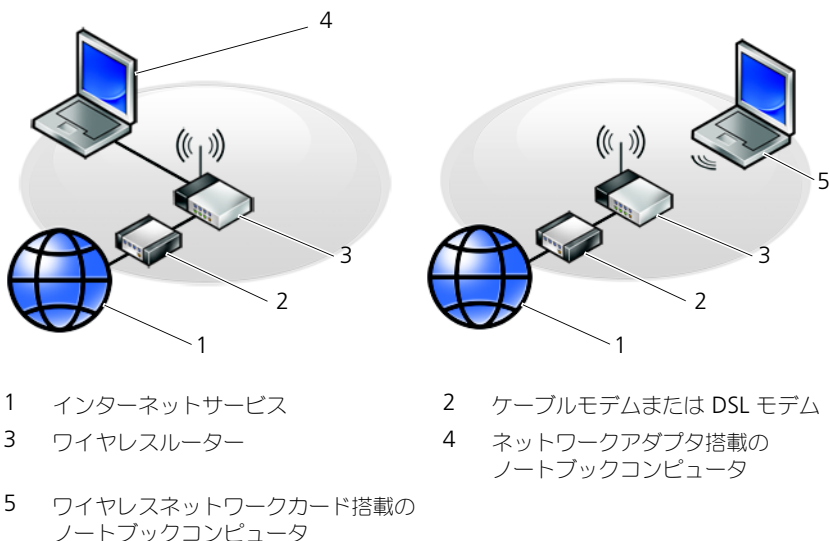 4
3
2
1
5
3
2
1
1 インターネットサービス
2 ケーブルモデムまたは DSL モデム
3 ワイヤレスルーター
4 ネットワークアダプタ搭載の
ノートブックコンピュータ
5 ワイヤレスネットワークカード搭載の
ノートブックコンピュータ